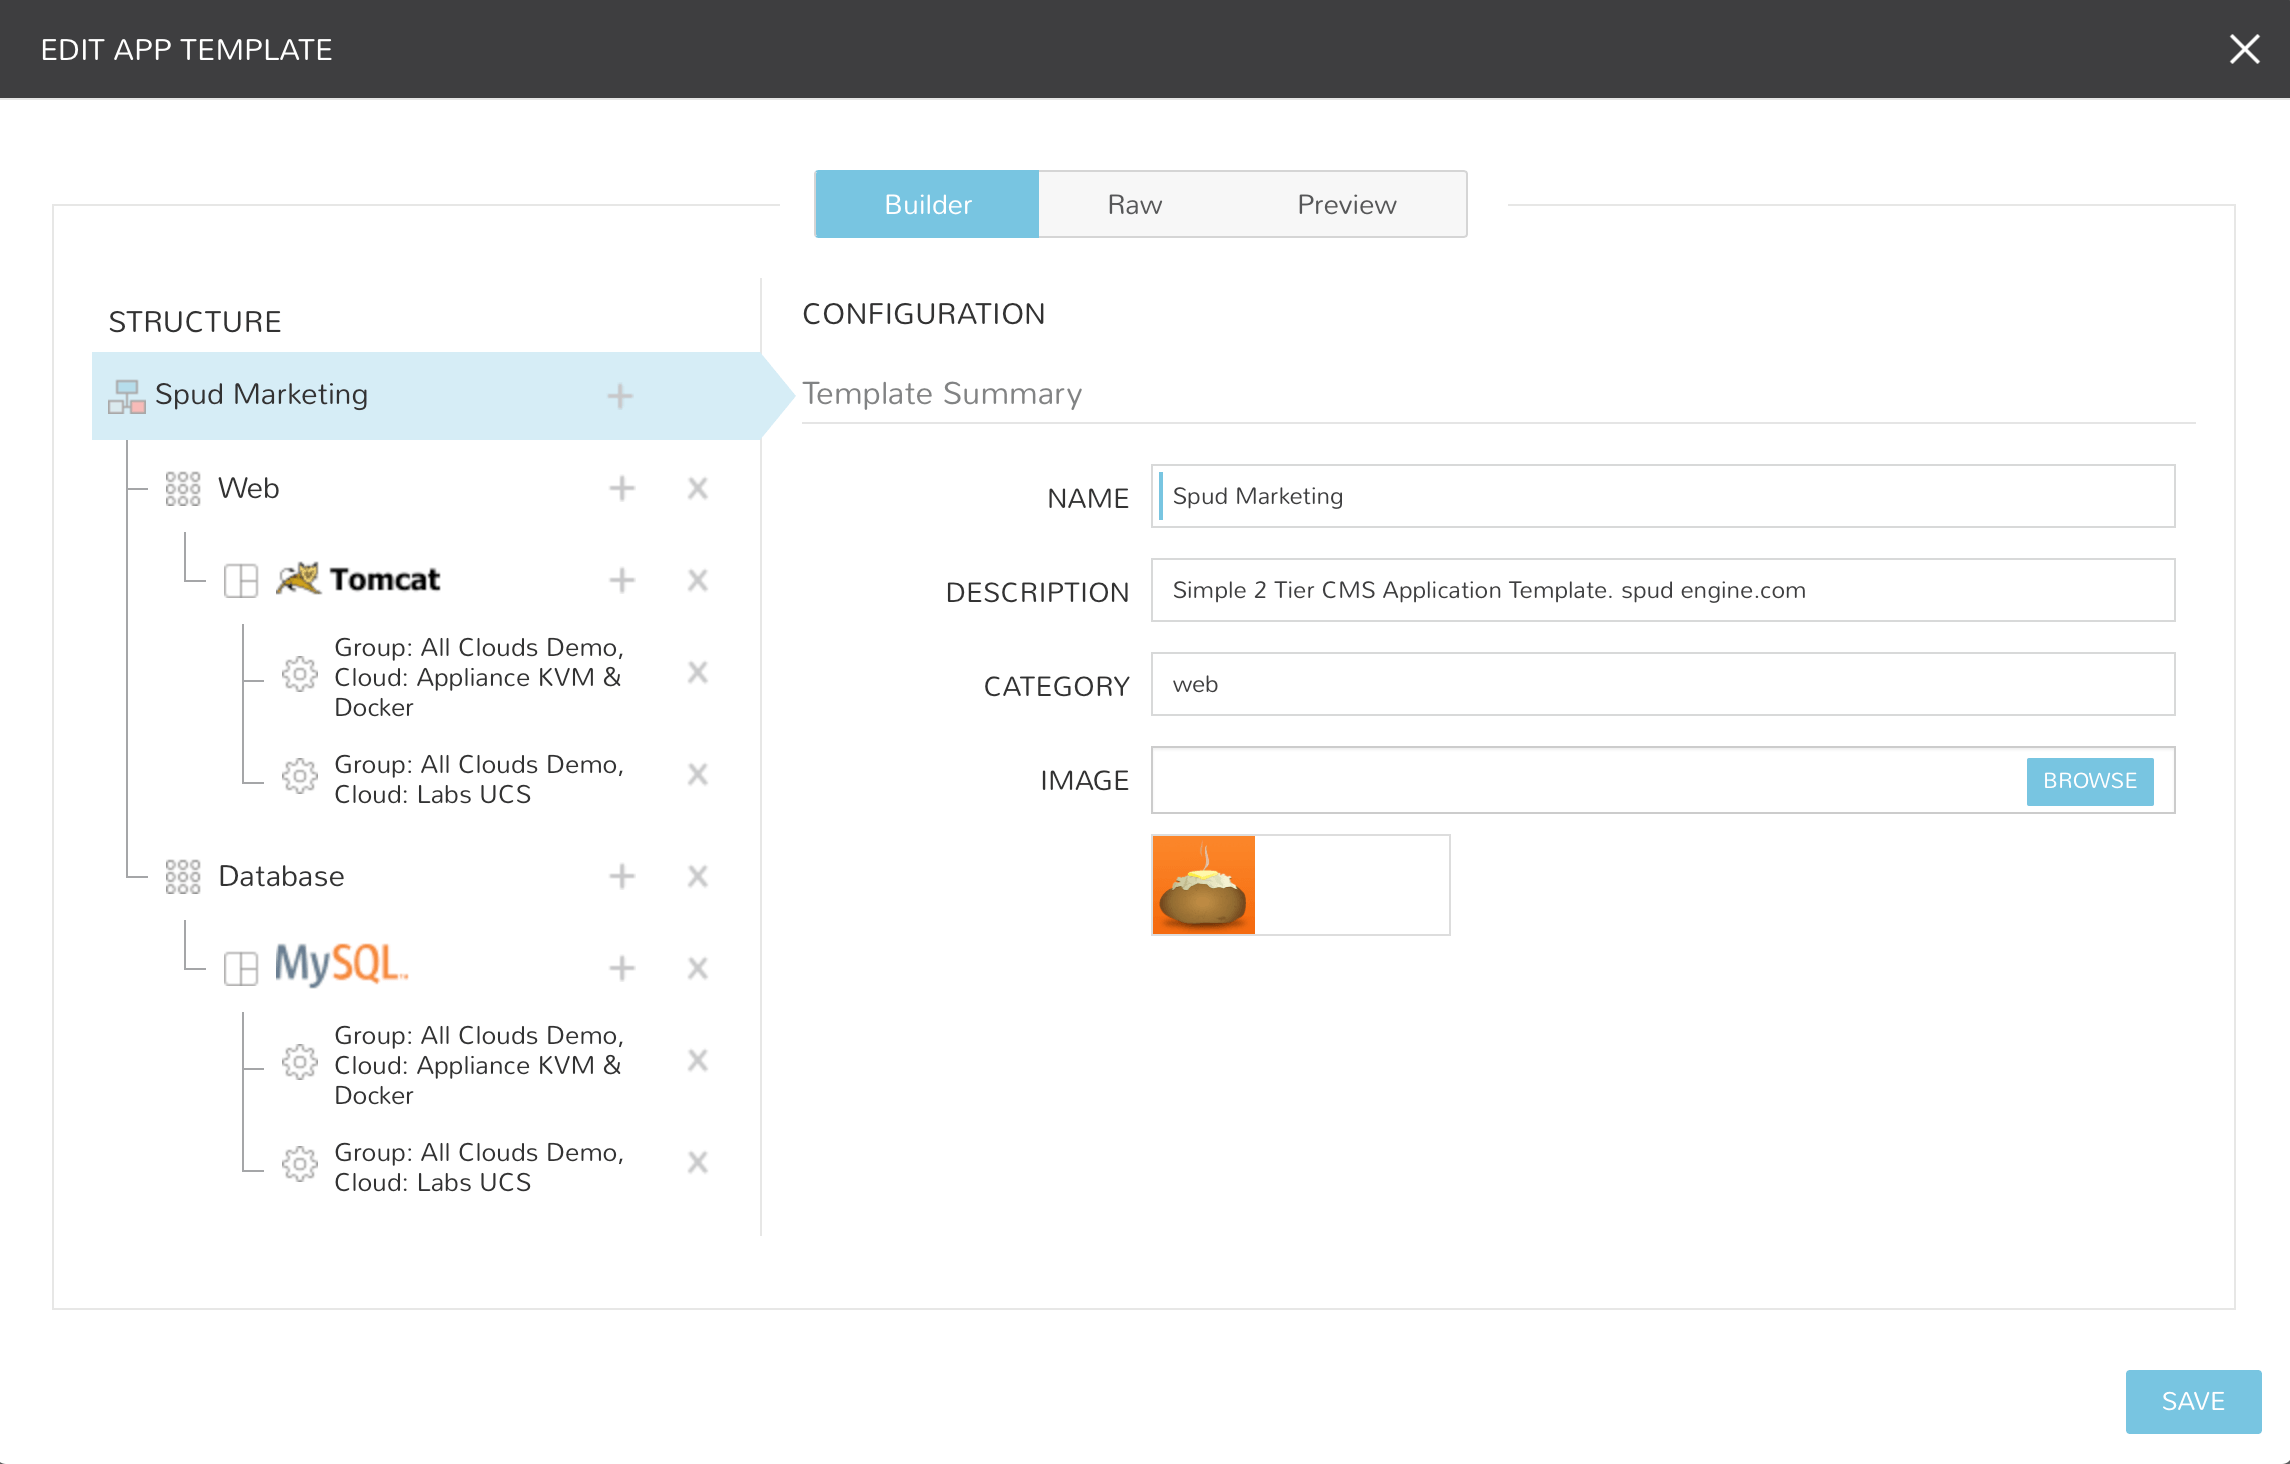 EDIT APP TEMPLATE
Builder Raw Preview
STRUCTURE
Spud Marketing
Web
Tomcat
Group: All Clouds Demo,
Cloud: Appliance KVM &
Docker
Group: All Clouds Demo,
Cloud: Labs UCS
Database
MySQL™
Group: All Clouds Demo,
Cloud: Appliance KVM &
Docker
Group: All Clouds Demo,
Cloud: Labs UCS
CONFIGURATION
Template Summary
NAME Spud Marketing
DESCRIPTION Simple 2 Tier CMS Application Template. spud engine.com
CATEGORY web
IMAGE BROWSE
SAVE